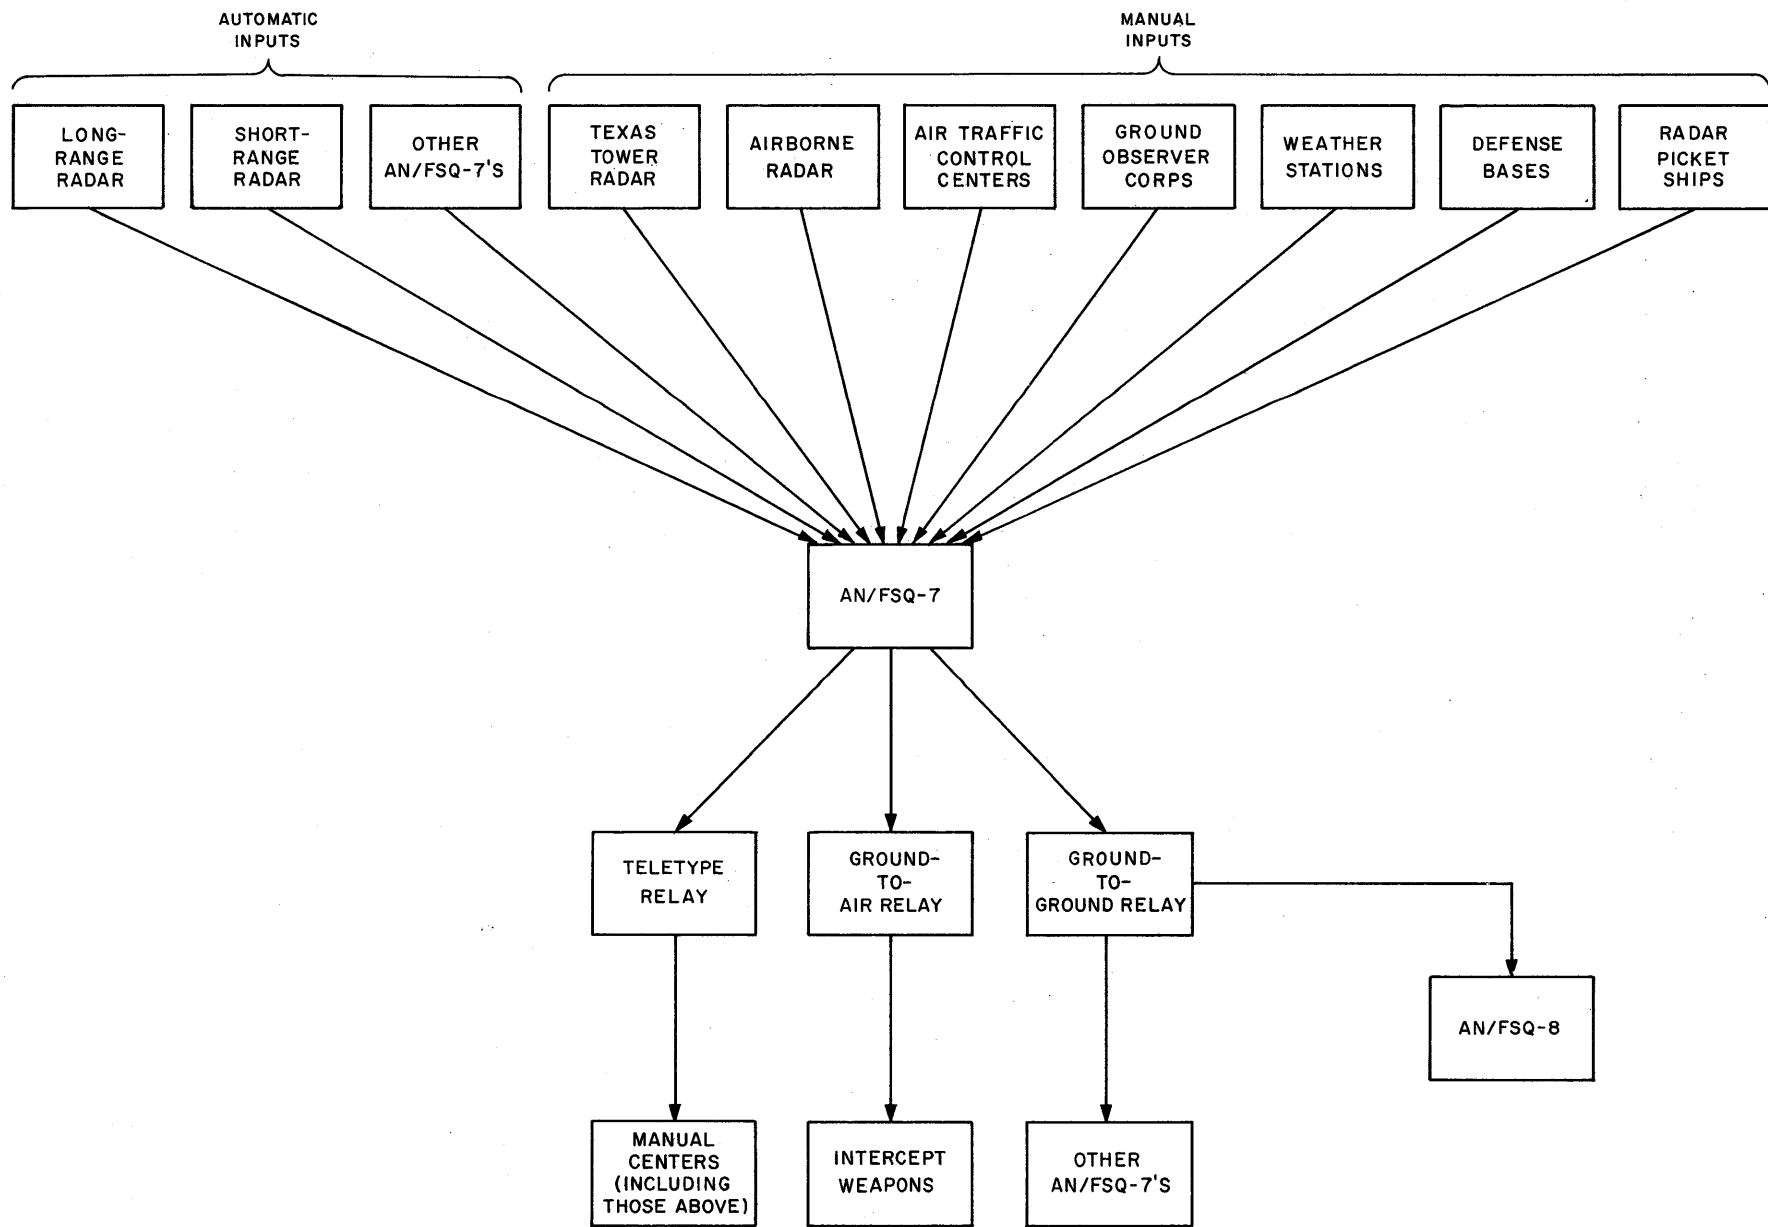 AUTOMATIC
INPUTS
MANUAL
INPUTS
LONG-
RANGE
RADAR
SHORT-
RANGE
RADAR
OTHER
AN/FSQ-7'S
TEXAS
TOWER
RADAR
AIRBORNE
RADAR
AIR TRAFFIC
CONTROL
CENTERS
GROUND
OBSERVER
CORPS
WEATHER
STATIONS
DEFENSE
BASES
RADAR
PICKET
SHIPS
AN/FSQ-7
TELETYPE
RELAY
GROUND-
TO-
AIR RELAY
GROUND-
TO-
GROUND RELAY
AN/FSQ-8
MANUAL
CENTERS
(INCLUDING
THOSE ABOVE)
INTERCEPT
WEAPONS
OTHER
AN/FSQ-7'S